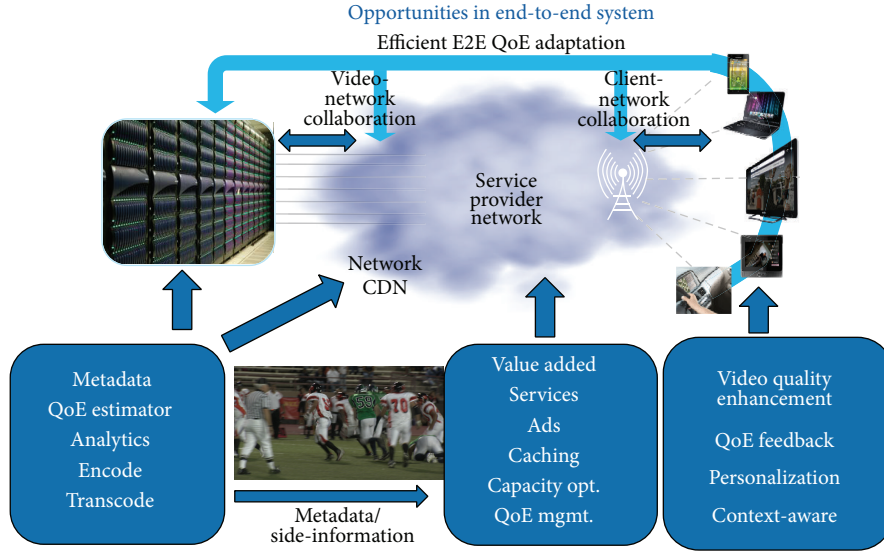 Opportunities in end-to-end system
Efficient E2E QoE adaptation
Video-
network
collaboration
Client-
network
collaboration
Service
provider
network
Network
CDN
Metadata
QoE estimator
Analytics
Encode
Transcode
59
70
Metadata/
side-information
Value added
Services
Ads
Caching
Capacity opt.
QoE mgmt.
Video quality
enhancement
QoE feedback
Personalization
Context-aware